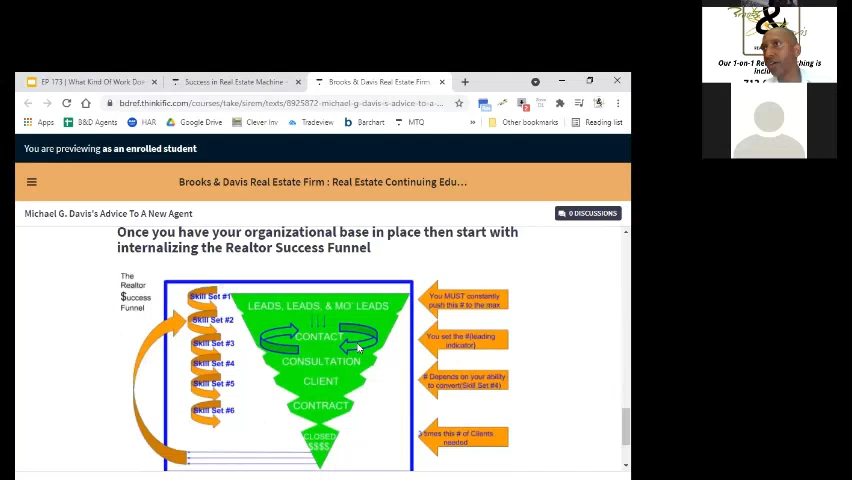 Our 1-on-1 Re
EP 173 | What Kind Of Work Doe
Success in Real Estate Machine -
Brooks & Davis Real Estate Firm.
bdref.thinkific.com/courses/take/sirem/texts/8925872-michael-g-davis-s-advice-to-a-...
Apps
B&D Agents
HAR
Google Drive
Clever Inv
Tradeview
Barchart
MTQ
»
Other bookmarks
Reading list
You are previewing as an enrolled student
Brooks & Davis Real Estate Firm : Real Estate Continuing Edu...
Michael G. Davis's Advice To A New Agent
0 DISCUSSIONS
Once you have your organizational base in place then start with
internalizing the Realtor Success Funnel
The
Realtor
$uccess
Funnel
Skill Set #1
Skill Set #2
Skill Set #3
Skill Set #4
Skill Set #5
Skill Set #6
LEADS, LEADS, & MO' LEADS
CONTACT
CONSULTATION
CLIENT
CONTRACT
CLOSED
$$$$
You MUST constantly
push this # to the max
You set the #(leading
indicator)
# Depends on your ability
to convert(Skill Set #4)
3 times this # of Clients
needed